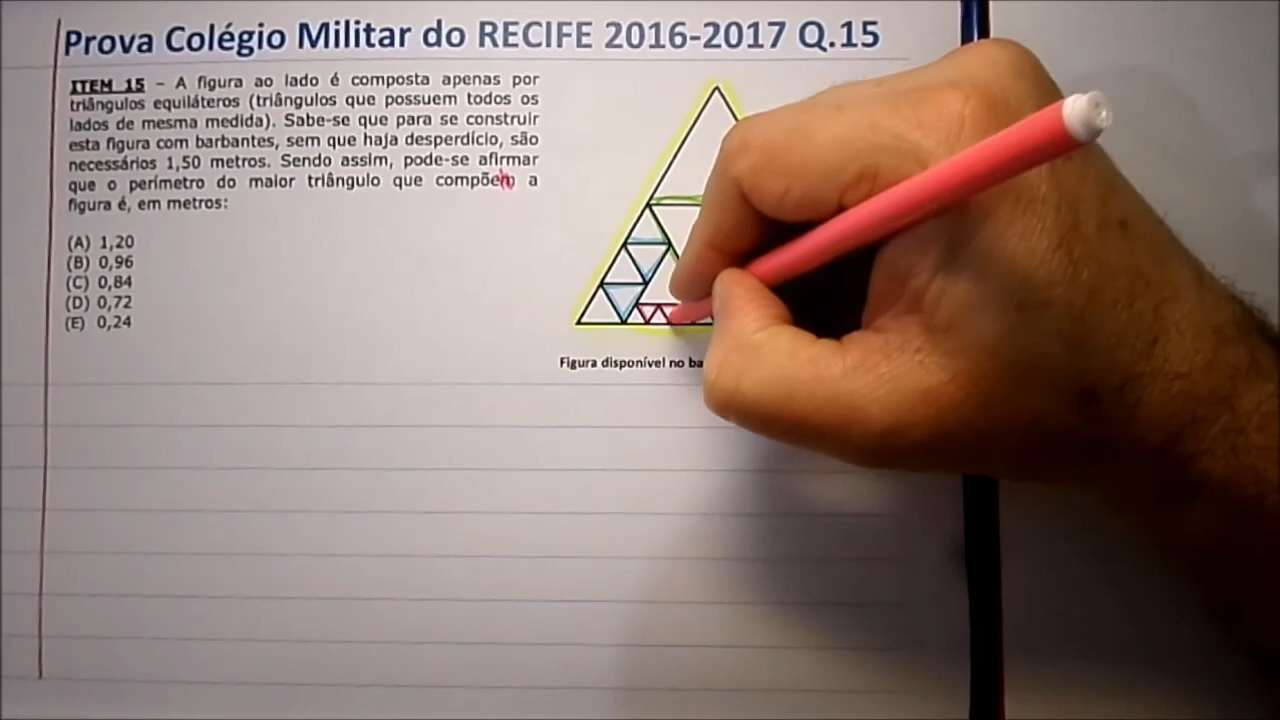 Prova Colégio Militar do RECIFE 2016-2017 Q.15
ITEM 15 – A figura ao lado é composta apenas por
triângulos equiláteros (triângulos que possuem todos os
lados de mesma medida). Sabe-se que para se construir
esta figura com barbantes, sem que haja desperdício, são
necessários 1,50 metros. Sendo assim, pode-se afirmar
que o perímetro do maior triângulo que compõem a
figura é, em metros:
(A) 1,20
(B) 0,96
(C) 0,84
(D) 0,72
(E) 0,24
Figura disponível no